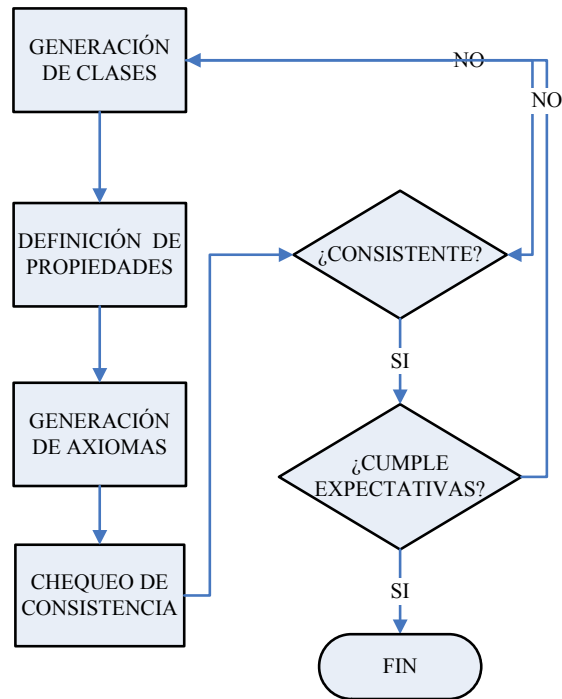 GENERACIÓN
DE CLASES
NO
NO
DEFINICIÓN DE
PROPIEDADES
¿CONSISTENTE?
SI
GENERACIÓN
DE AXIOMAS
¿CUMPLE
EXPECTATIVAS?
CHEQUEO DE
CONSISTENCIA
SI
FIN